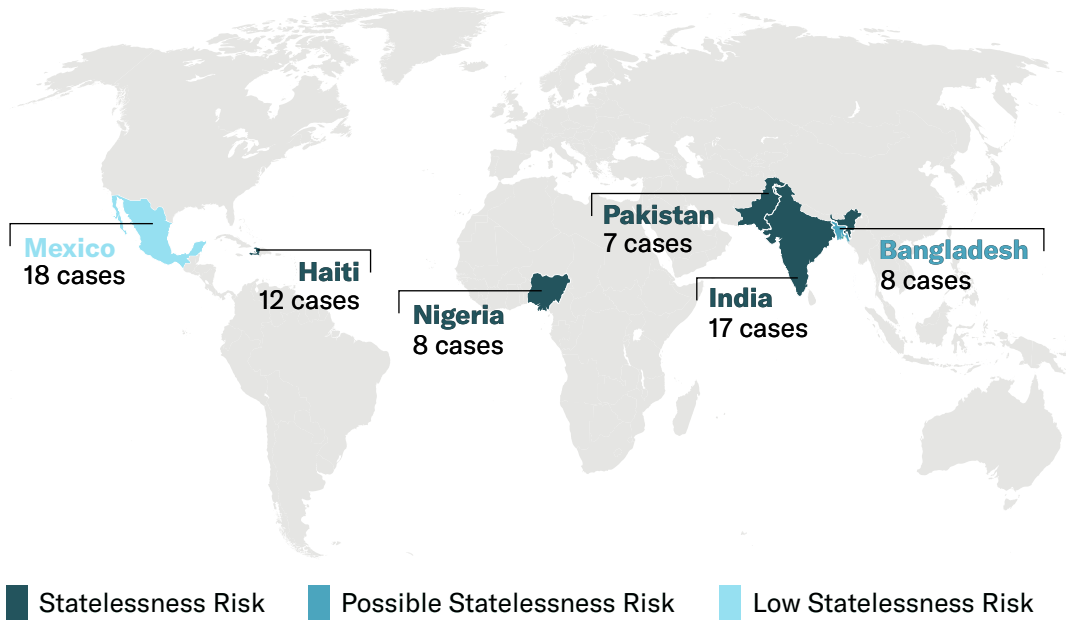 Pakistan
7 cases
Mexico
18 cases
Bangladesh
8 cases
Haiti
12 cases
India
17 cases
Nigeria
8 cases
Statelessness Risk
Possible Statelessness Risk
Low Statelessness Risk